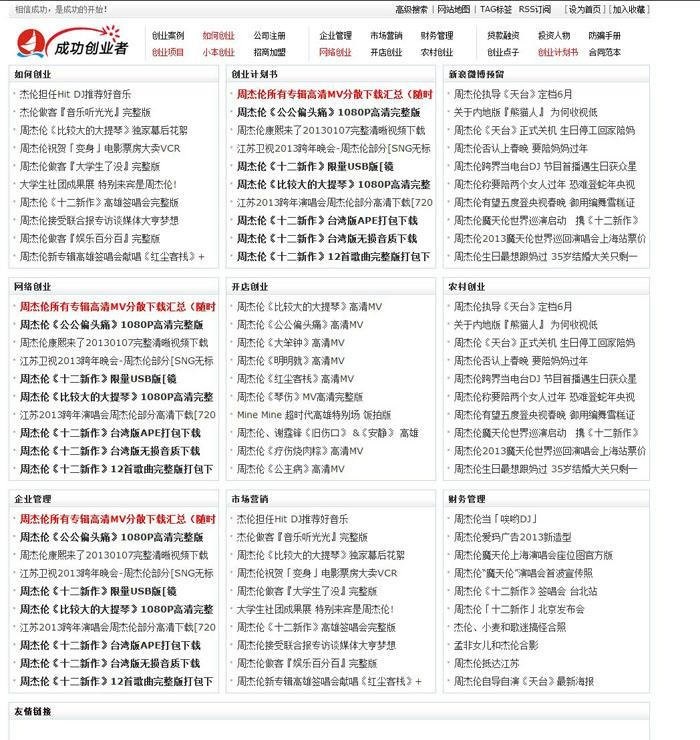 相信成功，是成功的开始！
高级搜索 | 网站地图 | TAG标签 RSS订阅 [设为首页] [加入收藏]
成功创业者
创业案例 如何创业 公司注册 企业管理 市场营销 财务管理 贷款融资 投资人物 防骗手册
创业项目 小本创业 招商加盟 网络创业 开店创业 农村创业 创业点子 创业计划书 合同范本
如何创业
杰伦担任Hit DJ推荐好音乐
杰伦做客『音乐听光光』完整版
周杰伦《比较大的大提琴》独家幕后花絮
周杰伦祝贺「变身」电影票房大卖VCR
周杰伦做客『大学生了没』完整版
大学生社团成果展 特别来宾是周杰伦!
周杰伦《十二新作》高雄签唱会完整版
周杰伦接受联合报专访谈媒体大亨梦想
周杰伦做客『娱乐百分百』完整版
周杰伦新专辑高雄签唱会献唱《红尘客栈》+
创业计划书
周杰伦所有专辑高清MV分散下载汇总（随时
周杰伦《公公偏头痛》1080P高清完整版
周杰伦康熙来了20130107完整清晰视频下载
江苏卫视2013跨年晚会-周杰伦部分[SNG无标
周杰伦《十二新作》限量USB版[镜
周杰伦《比较大的大提琴》1080P高清完整
江苏2013跨年演唱会周杰伦部分高清下载[720
周杰伦《十二新作》台湾版APE打包下载
周杰伦《十二新作》台湾版无损音质下载
周杰伦《十二新作》12首歌曲完整版打包下
新浪微博预留
周杰伦执导《天台》定档6月
关于内地版『熊猫人』 为何收视低
周杰伦《天台》正式关机 生日停工回家陪妈
周杰伦否认上春晚 要陪妈妈过年
周杰伦跨界当电台DJ 节目首播遇生日获众星
周杰伦称要陪两个女人过年 恐难登蛇年央视
周杰伦有望五度登央视春晚 御用编舞雪糕证
周杰伦魔天伦世界巡演启动 携《十二新作》
周杰伦2013魔天伦世界巡回演唱会上海站票价
周杰伦生日最想跟妈过 35岁结婚大关只剩一
网络创业
周杰伦所有专辑高清MV分散下载汇总（随时
周杰伦《公公偏头痛》1080P高清完整版
周杰伦康熙来了20130107完整清晰视频下载
江苏卫视2013跨年晚会-周杰伦部分[SNG无标
周杰伦《十二新作》限量USB版[镜
周杰伦《比较大的大提琴》1080P高清完整
江苏2013跨年演唱会周杰伦部分高清下载[720
周杰伦《十二新作》台湾版APE打包下载
周杰伦《十二新作》台湾版无损音质下载
周杰伦《十二新作》12首歌曲完整版打包下
开店创业
周杰伦《比较大的大提琴》高清MV
周杰伦《公公偏头痛》高清MV
周杰伦《大笨钟》高清MV
周杰伦《明明就》高清MV
周杰伦《红尘客栈》高清MV
周杰伦《琴伤》MV高清完整版
Mine Mine 超时代高雄特别场 饭拍版
周杰伦、谢霆锋《旧伤口》 &《安静》 高雄
周杰伦《疗伤烧肉粽》高清MV
周杰伦《公主病》高清MV
农村创业
周杰伦执导《天台》定档6月
关于内地版『熊猫人』 为何收视低
周杰伦《天台》正式关机 生日停工回家陪妈
周杰伦否认上春晚 要陪妈妈过年
周杰伦跨界当电台DJ 节目首播遇生日获众星
周杰伦称要陪两个女人过年 恐难登蛇年央视
周杰伦有望五度登央视春晚 御用编舞雪糕证
周杰伦魔天伦世界巡演启动 携《十二新作》
周杰伦2013魔天伦世界巡回演唱会上海站票价
周杰伦生日最想跟妈过 35岁结婚大关只剩一
企业管理
周杰伦所有专辑高清MV分散下载汇总（随时
周杰伦《公公偏头痛》1080P高清完整版
周杰伦康熙来了20130107完整清晰视频下载
江苏卫视2013跨年晚会-周杰伦部分[SNG无标
周杰伦《十二新作》限量USB版[镜
周杰伦《比较大的大提琴》1080P高清完整
江苏2013跨年演唱会周杰伦部分高清下载[720
周杰伦《十二新作》台湾版APE打包下载
周杰伦《十二新作》台湾版无损音质下载
周杰伦《十二新作》12首歌曲完整版打包下
市场营销
杰伦担任Hit DJ推荐好音乐
杰伦做客『音乐听光光』完整版
周杰伦《比较大的大提琴》独家幕后花絮
周杰伦祝贺「变身」电影票房大卖VCR
周杰伦做客『大学生了没』完整版
大学生社团成果展 特别来宾是周杰伦!
周杰伦《十二新作》高雄签唱会完整版
周杰伦接受联合报专访谈媒体大亨梦想
周杰伦做客『娱乐百分百』完整版
周杰伦新专辑高雄签唱会献唱《红尘客栈》+
财务管理
周杰伦当「唉哟DJ」
周杰伦爱玛广告2013新造型
周杰伦魔天伦上海演唱会座位图官方版
周杰伦“魔天伦”演唱会首波宣传照
周杰伦《十二新作》签唱会 台北站
周杰伦「十二新作」北京发布会
杰伦、小麦和歌迷搞怪合照
孟非女儿和杰伦合影
周杰伦抵达江苏
周杰伦自导自演《天台》最新海报
友情链接